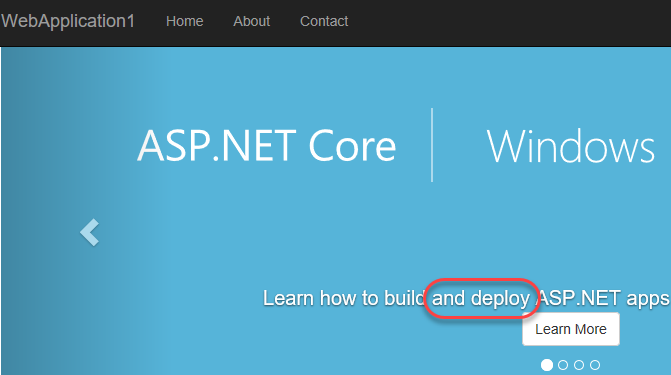 WebApplication1 Home About Contact
ASP.NET Core Windows
Learn how to build and deploy ASP.NET apps
Learn More